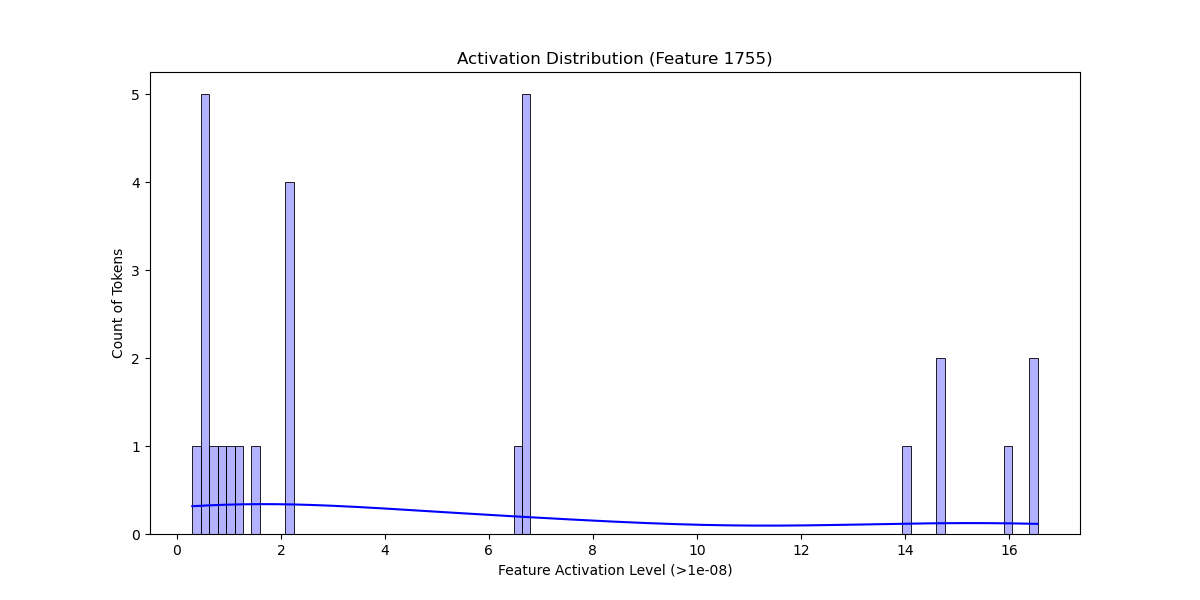 Activation Distribution (Feature 1755)
Count of Tokens
5
4
3
2
1
0
0 2 4 6 8 10 12 14 16
Feature Activation Level (>1e-08)